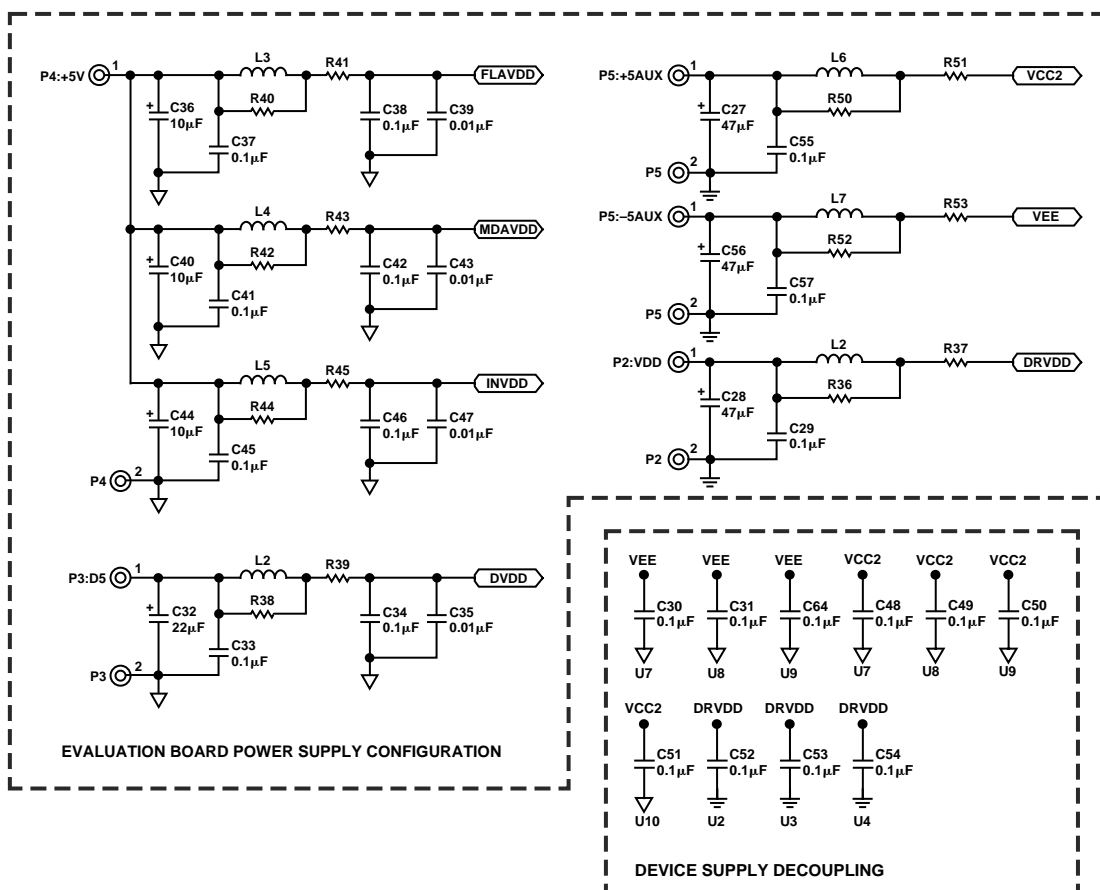 P4:+5V
1
L3
R41
FLAVDD
R40
+
C36
10µF
C37
0.1µF
C38
0.1µF
C39
0.01µF
L4
R43
MDAVDD
R42
+
C40
10µF
C41
0.1µF
C42
0.1µF
C43
0.01µF
L5
R45
INVDD
R44
+
C44
10µF
C45
0.1µF
C46
0.1µF
C47
0.01µF
P4
2
P3:D5
1
L2
R39
DVDD
R38
+
C32
22µF
C33
0.1µF
C34
0.1µF
C35
0.01µF
P3
2
EVALUATION BOARD POWER SUPPLY CONFIGURATION
P5:+5AUX
1
L6
R51
VCC2
R50
+
C27
47µF
C55
0.1µF
P5
2
P5:–5AUX
1
L7
R53
VEE
R52
+
C56
47µF
C57
0.1µF
P5
2
P2:VDD
1
L2
R37
DRVDD
R36
+
C28
47µF
C29
0.1µF
P2
2
VEE
C30
0.1µF
U7
VEE
C31
0.1µF
U8
VEE
C64
0.1µF
U9
VCC2
C48
0.1µF
U7
VCC2
C49
0.1µF
U8
VCC2
C50
0.1µF
U9
VCC2
C51
0.1µF
U10
DRVDD
C52
0.1µF
U2
DRVDD
C53
0.1µF
U3
DRVDD
C54
0.1µF
U4
DEVICE SUPPLY DECOUPLING